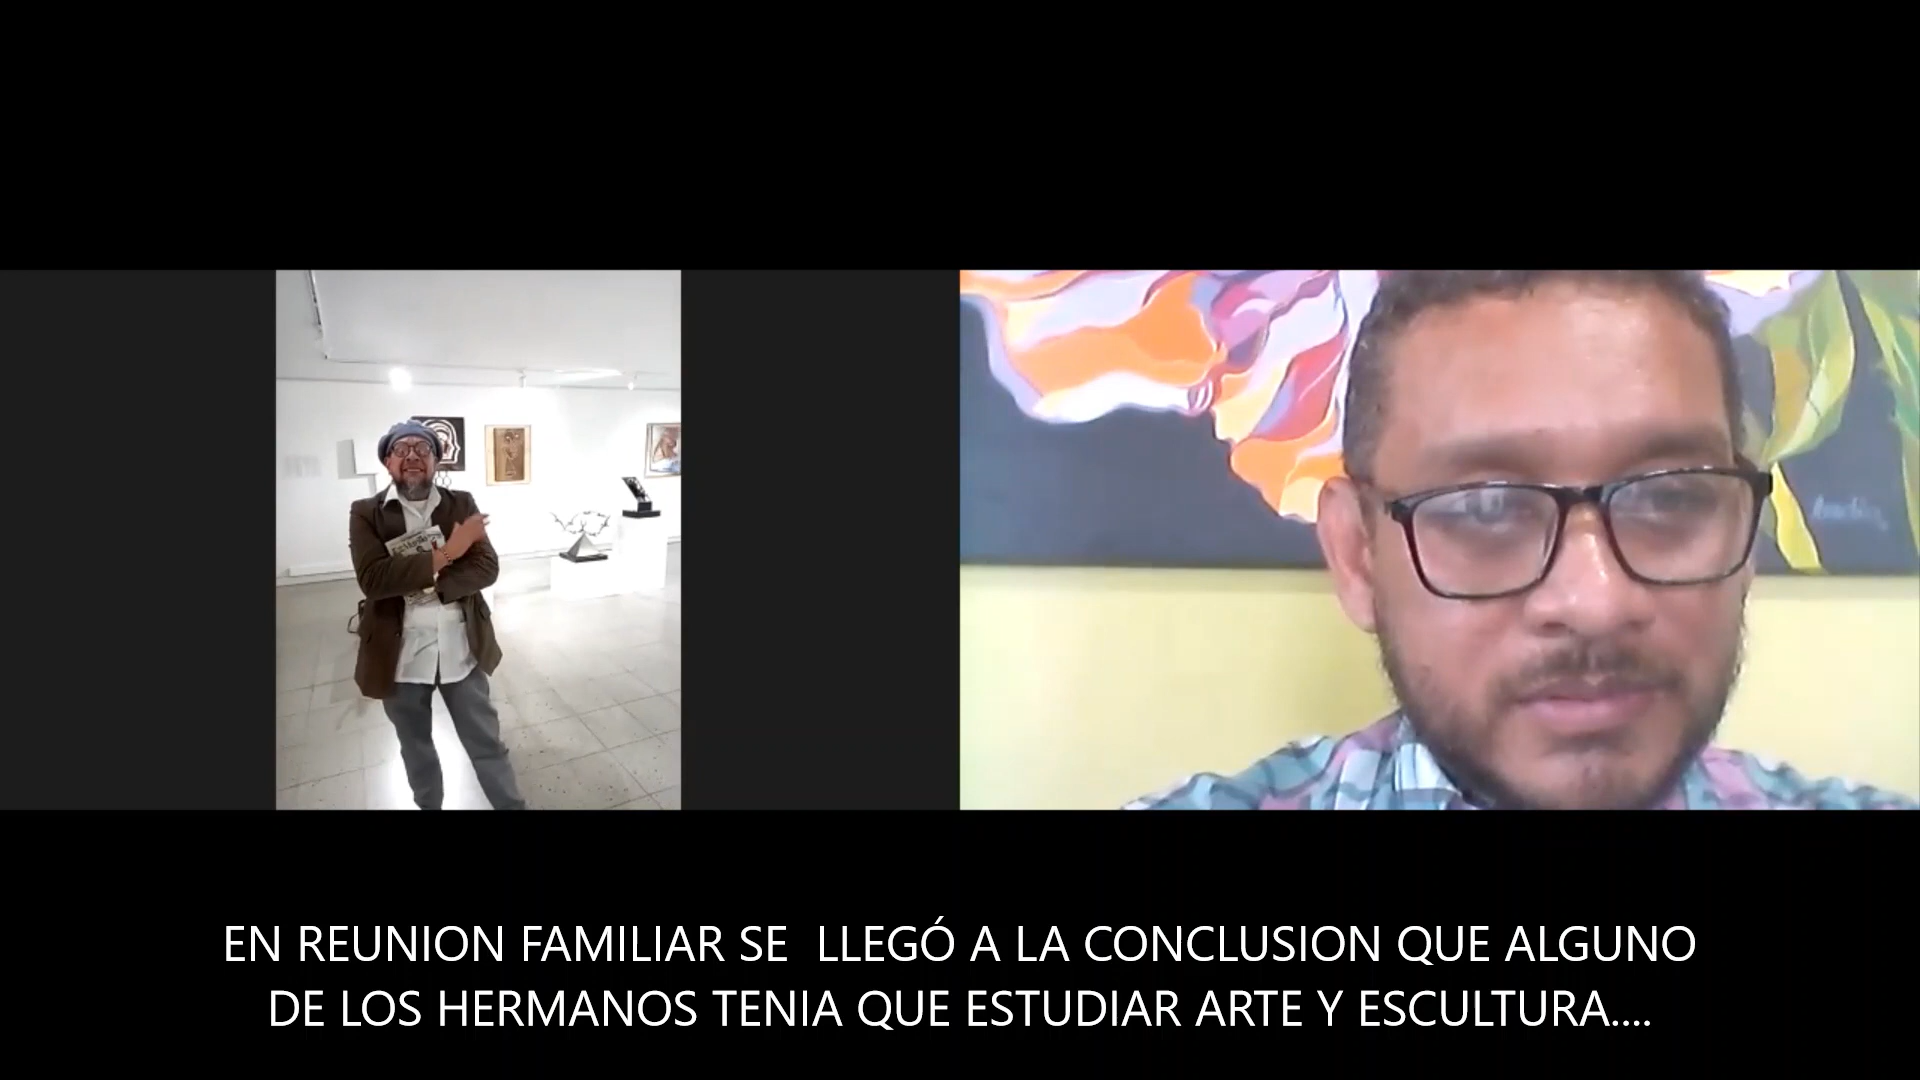 EN REUNION FAMILIAR SE  LLEGÓ A LA CONCLUSION QUE ALGUNO
DE LOS HERMANOS TENIA QUE ESTUDIAR ARTE Y ESCULTURA....